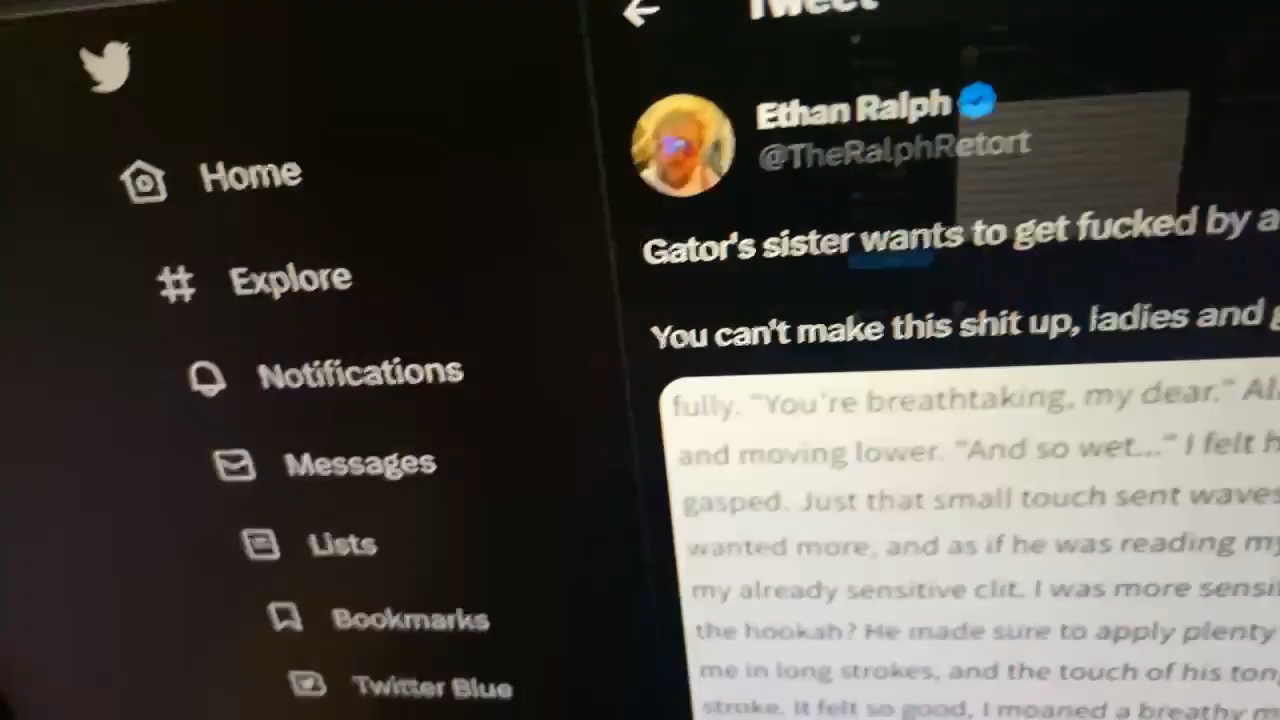 Tweet
Home
Explore
Notifications
Messages
Lists
Bookmarks
Twitter Blue
Ethan Ralph
@TheRalphRetort
Gator's sister wants to get fucked by a
You can't make this shit up, ladies and
fully. "You're breathtaking, my dear."
and moving lower. "And so wet..." I felt
gasped. Just that small touch sent waves
wanted more, and as if he was reading my
my already sensitive clit. I was more
the hookah? He made sure to apply plenty
me in long strokes, and the touch of his
stroke. It felt so good, I moaned a breathy